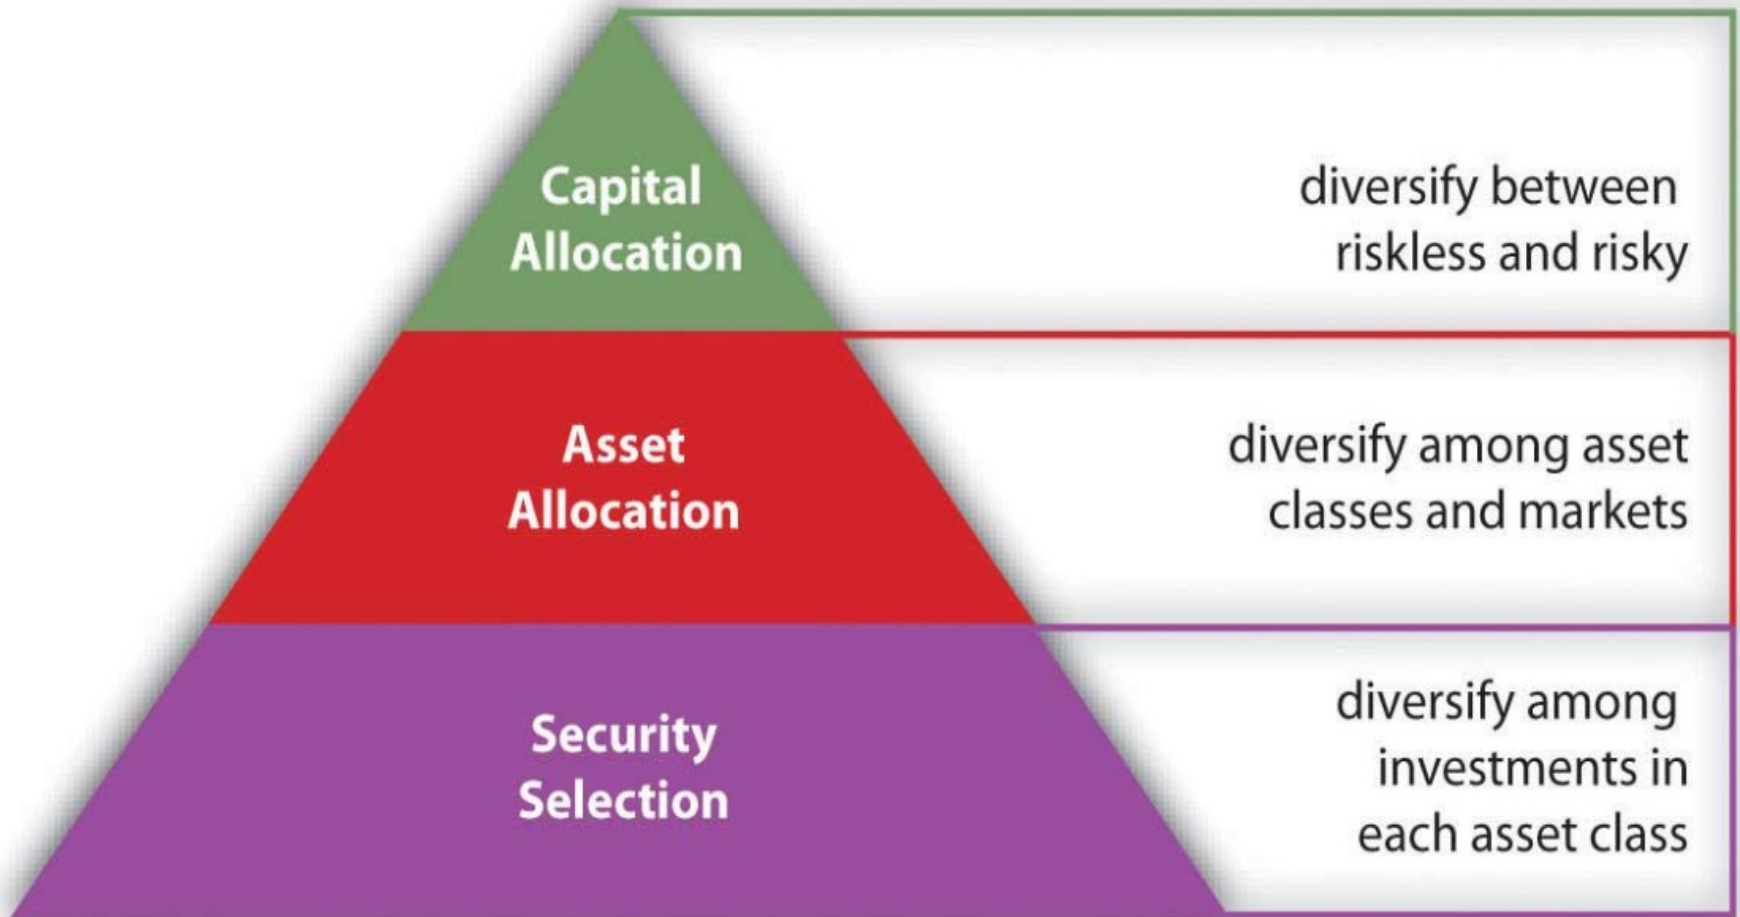 Capital
Allocation
diversify between
riskless and risky
Asset
Allocation
diversify among asset
classes and markets
Security
Selection
diversify among
investments in
each asset class